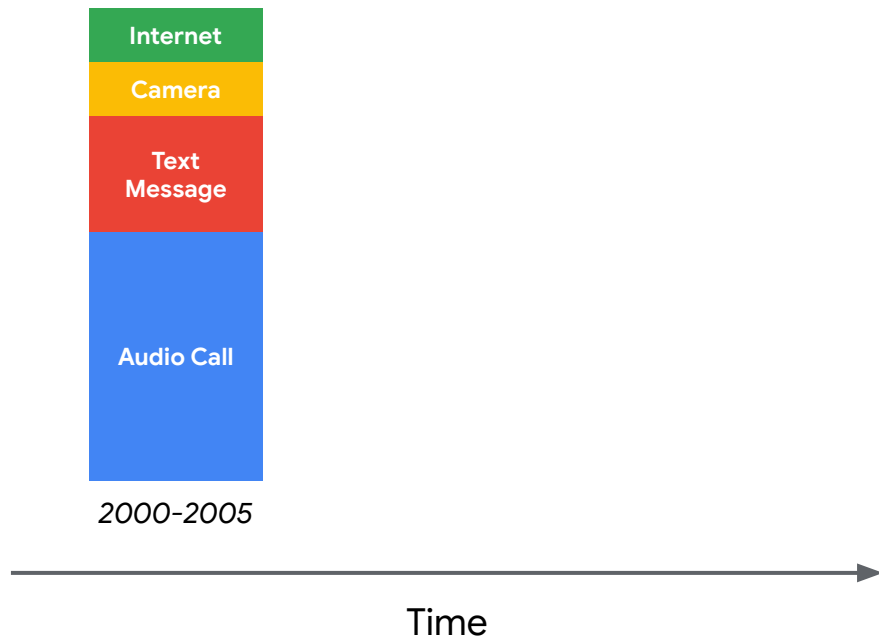 Internet
Camera
Text
Message
Audio Call
2000-2005
Time